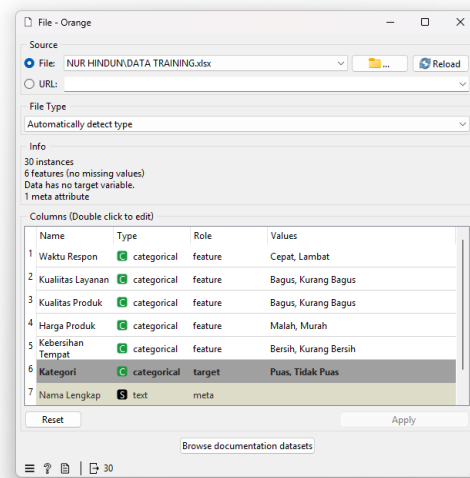 File - Orange
Source
File: NUR HINDUN\DATA TRAINING.xlsx ... Reload
URL:
File Type
Automatically detect type
Info
30 instances
6 features (no missing values)
Data has no target variable.
1 meta attribute
Columns (Double click to edit)
Name Type Role Values
1 Waktu Respon C categorical feature Cepat, Lambat
2 Kualiitas Layanan C categorical feature Bagus, Kurang Bagus
3 Kualitas Produk C categorical feature Bagus, Kurang Bagus
4 Harga Produk C categorical feature Malah, Murah
5 Kebersihan Tempat C categorical feature Bersih, Kurang Bersih
6 Kategori C categorical target Puas, Tidak Puas
7 Nama Lengkap S text meta
Reset Apply
Browse documentation datasets
? 30